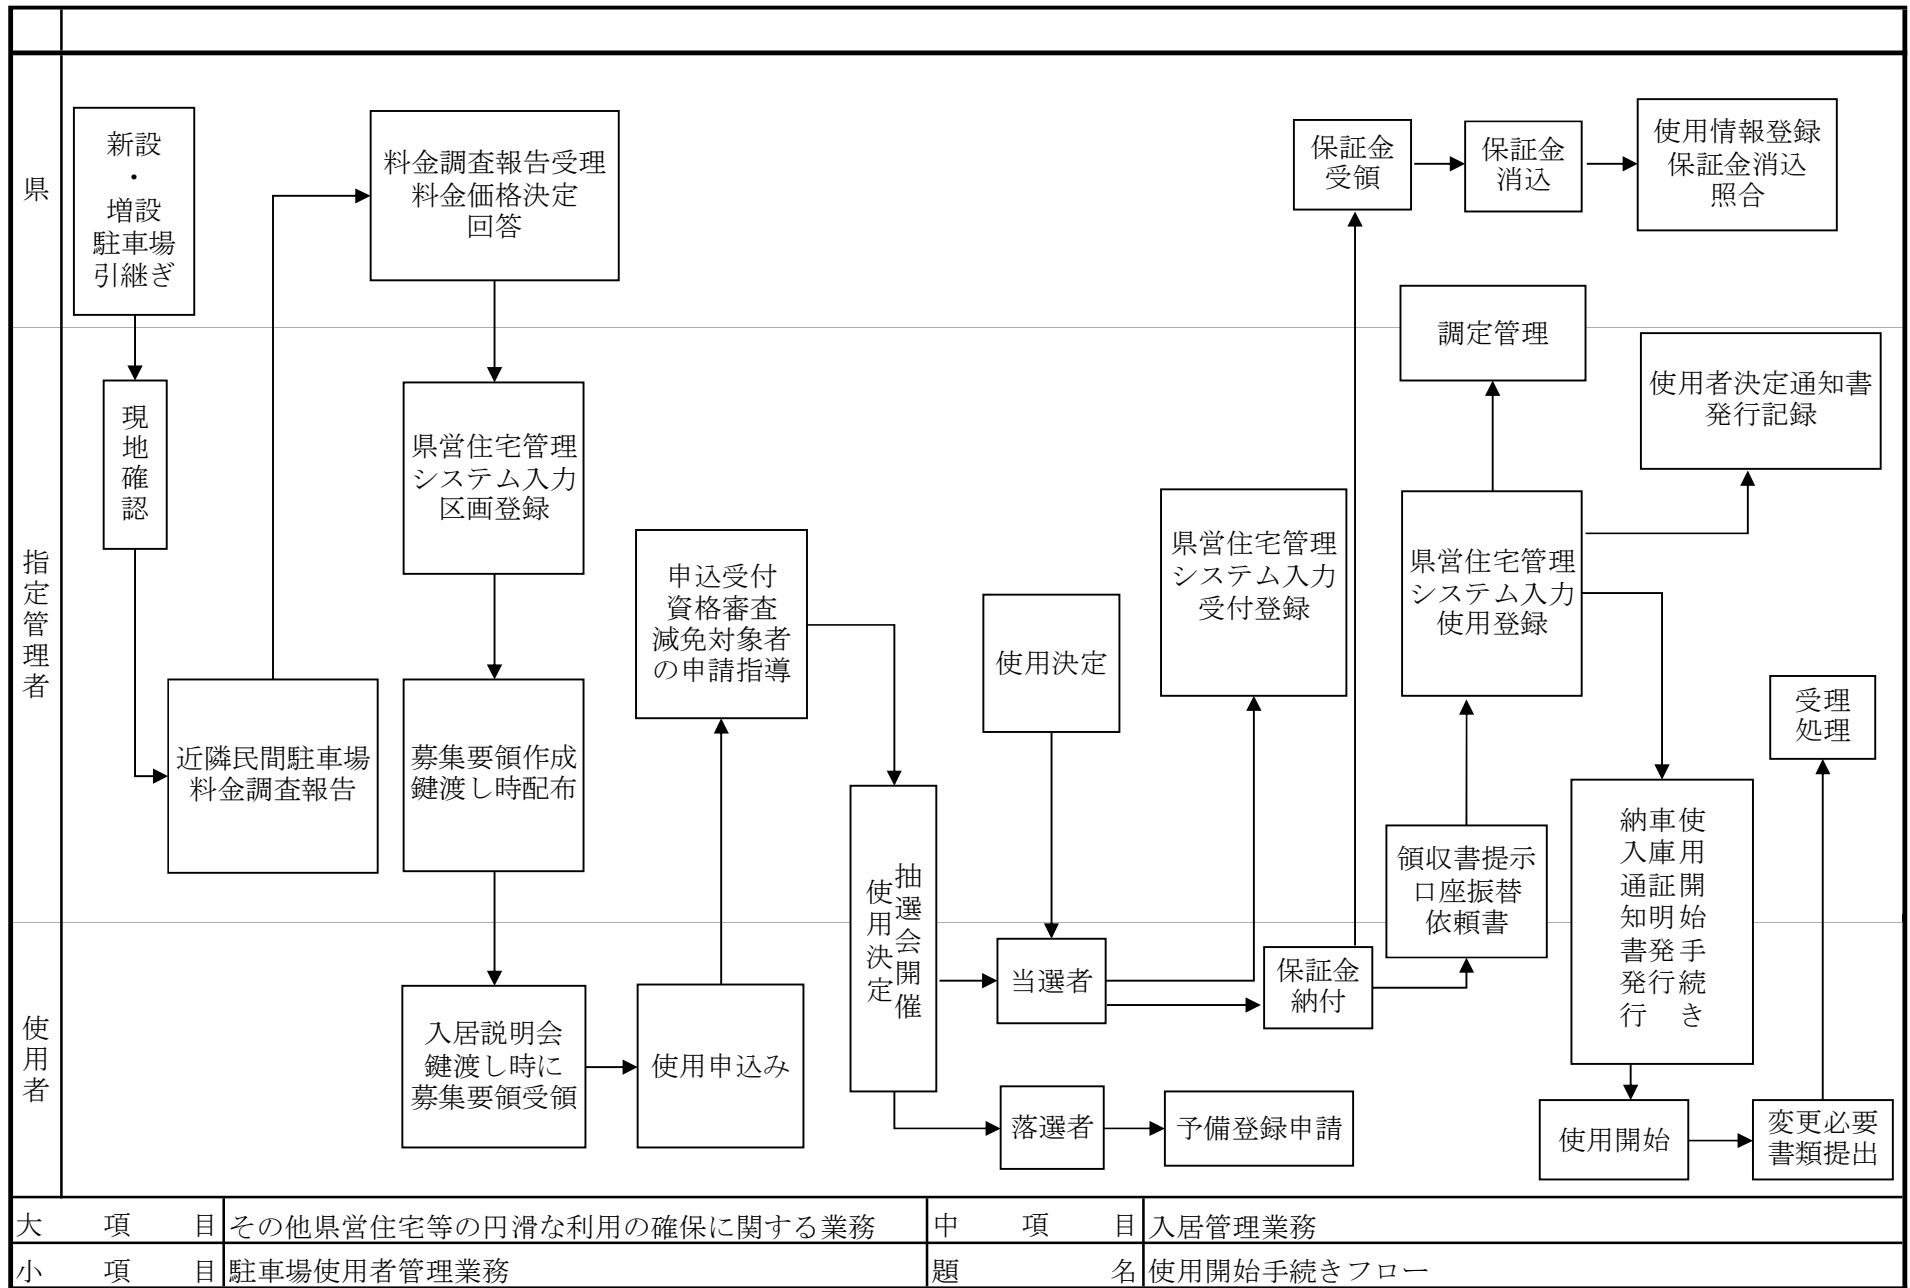 県
新設
・
増設
駐車場
引継ぎ
料金調査報告受理
料金価格決定
回答
保証金
受領
保証金
消込
使用情報登録
保証金消込
照合
調定管理
指定管理者
現地確認
近隣民間駐車場
料金調査報告
県営住宅管理
システム入力
区画登録
募集要領作成
鍵渡し時配布
申込受付
資格審査
減免対象者
の申請指導
抽選会開催
使用決定
使用決定
県営住宅管理
システム入力
受付登録
県営住宅管理
システム入力
使用登録
使用者決定通知書
発行記録
領収書提示
口座振替
依頼書
使用開始手続き
車庫証明発行
納入通知書発行
受理
処理
使用者
入居説明会
鍵渡し時に
募集要領受領
使用申込み
当選者
保証金
納付
落選者
予備登録申請
使用開始
変更必要
書類提出
大項目 その他県営住宅等の円滑な利用の確保に関する業務 中項目 入居管理業務
小項目 駐車場使用者管理業務 題名 使用開始手続きフロー